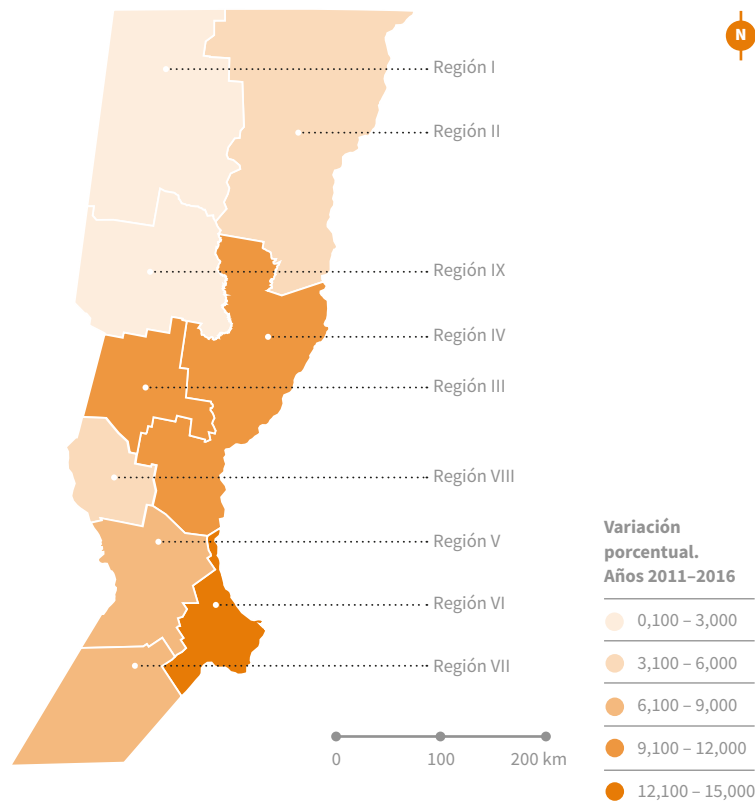 N
Región I
Región II
Región IX
Región IV
Región III
Región VIII
Región V
Región VI
Región VII
Variación
porcentual.
Años 2011–2016
0,100 – 3,000
3,100 – 6,000
6,100 – 9,000
9,100 – 12,000
12,100 – 15,000
0 100 200 km